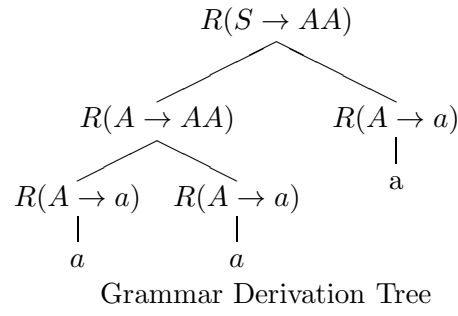 R(S → AA)
R(A → AA) R(A → a)
a
R(A → a) R(A → a)
a a
Grammar Derivation Tree